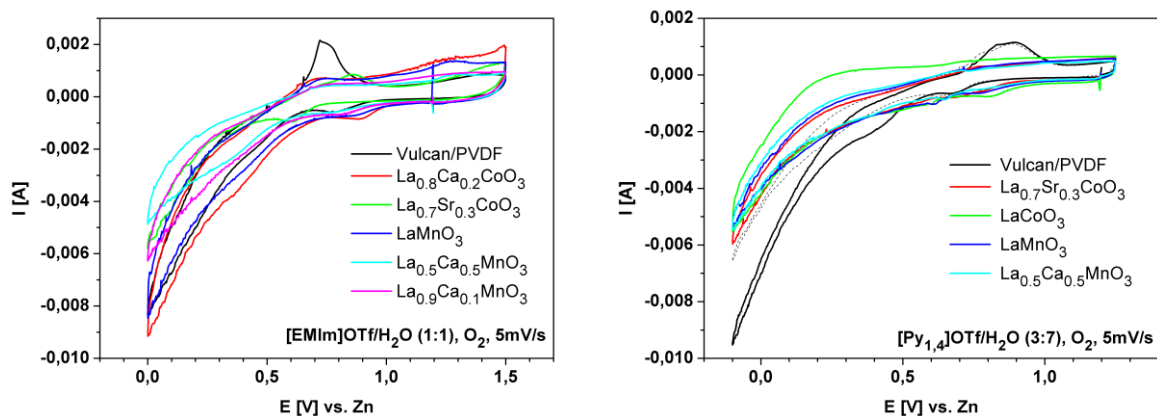 0,002
0,000
-0,002
-0,004
-0,006
-0,008
-0,010
I [A]
0,0 0,5 1,0 1,5
E [V] vs. Zn
Vulcan/PVDF
La0.8Ca0.2CoO3
La0.7Sr0.3CoO3
LaMnO3
La0.5Ca0.5MnO3
La0.9Ca0.1MnO3
[EMIm]OTf/H2O (1:1), O2, 5mV/s
0,002
0,000
-0,002
-0,004
-0,006
-0,008
-0,010
I [A]
0,0 0,5 1,0
E [V] vs. Zn
Vulcan/PVDF
La0.7Sr0.3CoO3
LaCoO3
LaMnO3
La0.5Ca0.5MnO3
[Py1,4]OTf/H2O (3:7), O2, 5mV/s